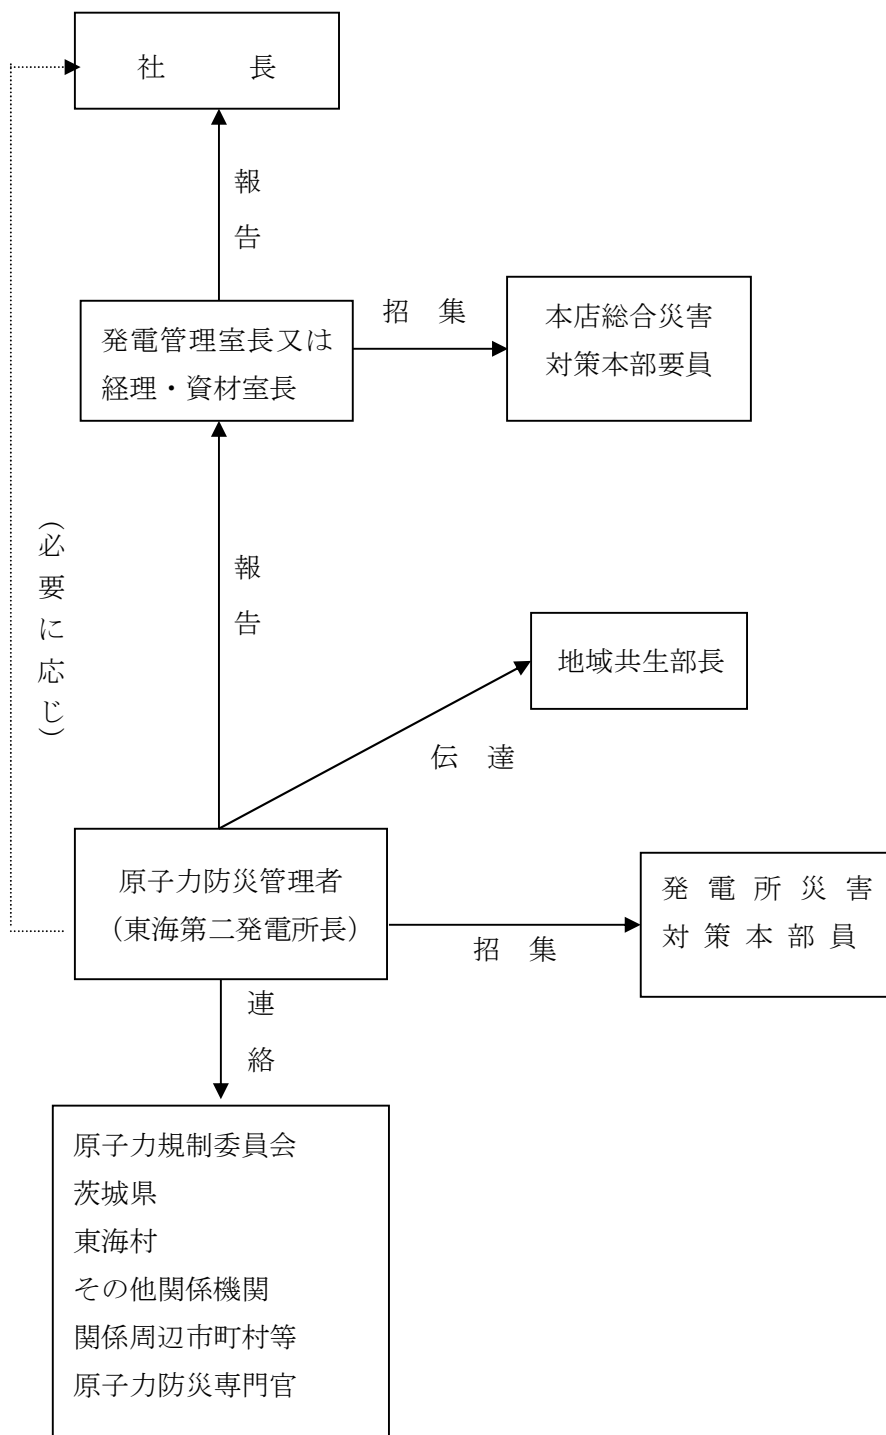 社　　　長
報告
発電管理室長又は
経理・資材室長
招　集
本店総合災害
対策本部要員
(必要に応じ)
報告
地域共生部長
伝　達
原子力防災管理者
（東海第二発電所長）
招　集
発電所災害
対策本部員
連絡
原子力規制委員会
茨城県
東海村
その他関係機関
関係周辺市町村等
原子力防災専門官